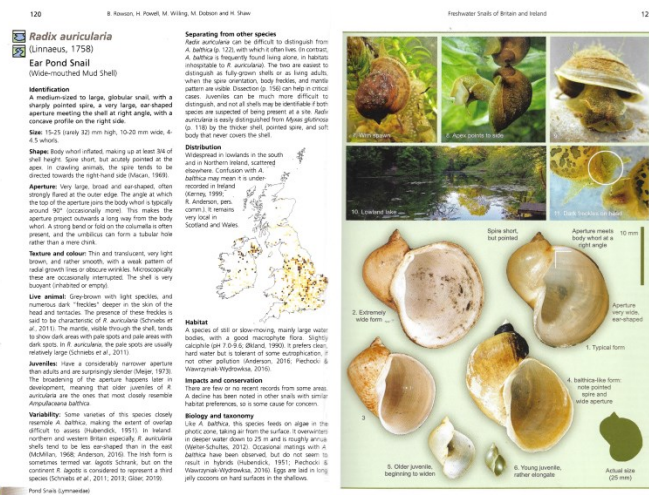 120
B. Rowson, H. Powell, M. Willing, M. Dobson and H. Shaw
Radix auricularia
(Linnaeus, 1758)
Ear Pond Snail
(Wide-mouthed Mud Shell)
Identification
A medium-sized to large, globular snail, with a
sharply pointed spire, a very large, ear-shaped
aperture meeting the shell at right angle, with a
concave profile on the right side.
Size: 15-25 (rarely 32) mm high, 10-20 mm wide, 4-
4.5 whorls.
Shape: Body whorl inflated, making up at least 3/4 of
shell height. Spire short, but acutely pointed at the
apex. In crawling animals, the spire tends to be
directed towards the right-hand side (Macan, 1969).
Aperture: Very large, broad and ear-shaped, often
strongly flared at the outer edge. The angle at which
the top of the aperture joins the body whorl is typically
around 90° (occasionally more). This makes the
aperture project outwards a long way from the body
whorl. A strong bend or fold on the columella is often
present, and the umbilicus can form a tubular hole
rather than a mere chink.
Texture and colour: Thin and translucent, very light
brown, and rather smooth, with a weak pattern of
radial growth lines or obscure wrinkles. Microscopically
these are occasionally interrupted. The shell is very
buoyant (inhabited or empty).
Live animal: Grey-brown with light speckles, and
numerous dark "freckles" deeper in the skin of the
head and tentacles. The presence of these freckles is
said to be characteristic of R. auricularia (Schniebs et
al., 2011). The mantle, visible through the shell, tends
to show dark areas with pale spots and pale areas with
dark spots. In R. auricularia, the pale spots are usually
relatively large (Schniebs et al., 2011).
Juveniles: Have a considerably narrower aperture
than adults and are surprisingly slender (Meijer, 1973).
The broadening of the aperture happens later in
development, meaning that older juveniles of R.
auricularia are the ones that most closely resemble
Ampullaceana balthica.
Variability: Some varieties of this species closely
resemble A. balthica, making the extent of overlap
difficult to assess (Hubendick, 1951). In Ireland,
northern and western Britain especially, R. auricularia
shells tend to be less ear-shaped than in the east
(McMillan, 1968; Anderson, 2016). The Irish form is
sometimes termed var. lagotis Schrank, but on the
continent R. lagotis is considered to represent a third
species (Schniebs et al., 2011; 2013; Glöer, 2019).
Pond Snails (Lymnaeidae)
Separating from other species
Radix auricularia can be difficult to distinguish from
A. balthica (p. 122), with which it often lives. (In contrast,
A. balthica is frequently found living alone, in habitats
inhospitable to R. auricularia). The two are easiest to
distinguish as fully-grown shells or as living adults,
when the spire orientation, body freckles, and mantle
pattern are visible. Dissection (p. 156) can help in critical
cases. Juveniles can be much more difficult to
distinguish, and not all shells may be identifiable if both
species are suspected of being present at a site. Radix
auricularia is easily distinguished from Myxas glutinosa
(p. 118) by the thicker shell, pointed spire, and soft
body that never covers the shell.
Distribution
Widespread in lowlands in the south
and in Northern Ireland, scattered
elsewhere. Confusion with A.
balthica may mean it is under-
recorded in Ireland
(Kerney, 1999;
R. Anderson, pers.
comm.). It remains
very local in
Scotland and Wales.
Habitat
A species of still or slow-moving, mainly large water
bodies, with a good macrophyte flora. Slightly
calciphile (pH 7.0-9.6, Økland, 1990). It prefers clean,
hard water but is tolerant of some eutrophication, if
not other pollution (Anderson, 2016; Piechocki &
Wawrzyniak-Wydrowska, 2016).
Impacts and conservation
There are few or no recent records from some areas.
A decline has been noted in other snails with similar
habitat preferences, so is some cause for concern.
Biology and taxonomy
Like A. balthica, this species feeds on algae in the
photic zone, taking air from the surface. It overwinters
in deeper water down to 25 m and is roughly annual
(Welter-Schultes, 2012). Occasional matings with A.
balthica have been observed, but do not seem to
result in hybrids (Hubendick, 1951; Piechocki &
Wawrzyniak-Wydrowska, 2016). Eggs are laid in long
jelly cocoons on hard surfaces in the shallows.
Freshwater Snails of Britain and Ireland
12
7. Apex points to side
10. Lowland lake
11. Dark freckles on head
Spire short,
but pointed
Aperture meets
body whorl at a
right angle
10 mm
2. Extremely
wide form
Aperture
very wide,
ear-shaped
1. Typical form
3
4. balthica-like form:
note pointed
spire and
wide aperture
5. Older juvenile,
beginning to widen
6. Young juvenile,
rather elongate
Actual size
(25 mm)